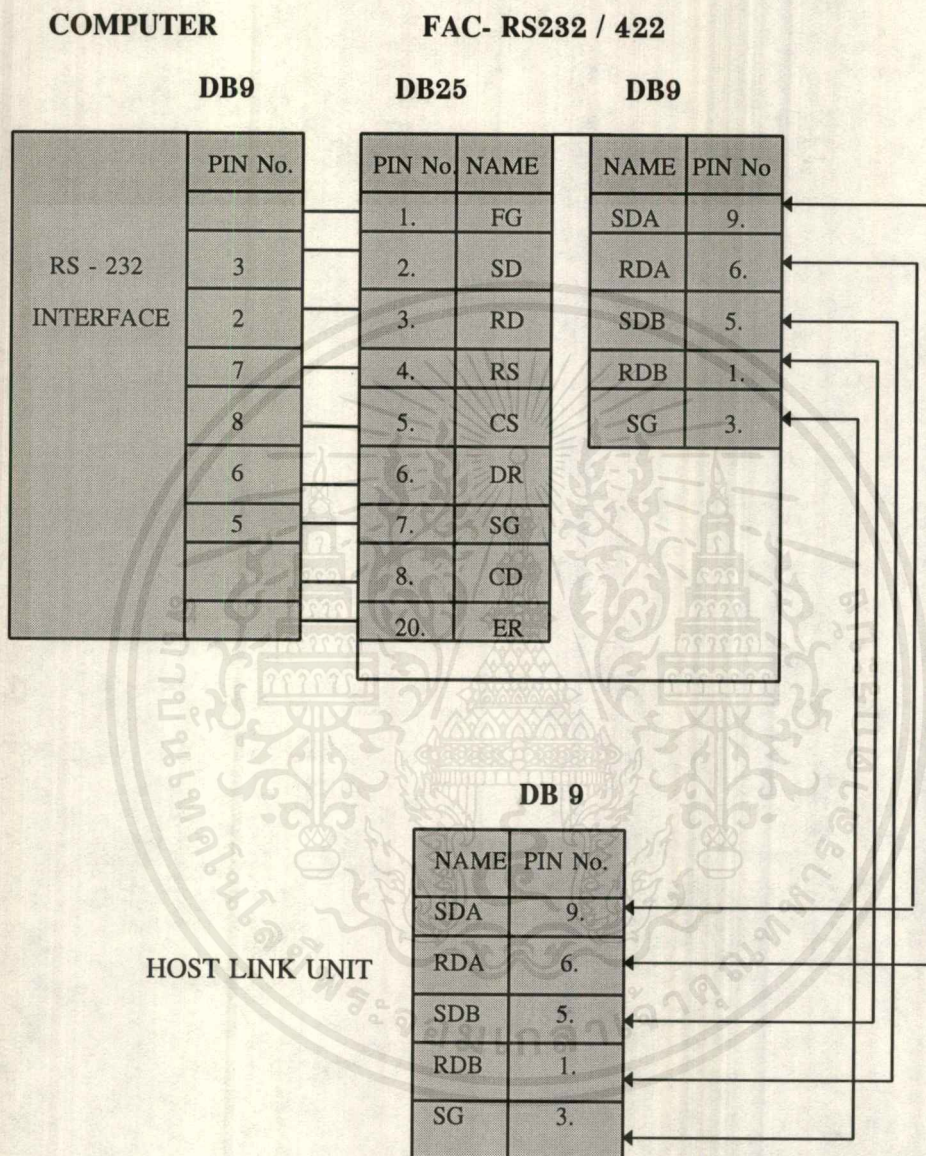 COMPUTER FAC- RS232 / 422
DB9 DB25 DB9
PIN No. PIN No. NAME NAME PIN No
1. FG SDA 9.
RS - 232 3 2. SD RDA 6.
INTERFACE 2 3. RD SDB 5.
7 4. RS RDB 1.
8 5. CS SG 3.
6 6. DR
5 7. SG
8. CD
20. ER
DB 9
NAME PIN No.
SDA 9.
HOST LINK UNIT RDA 6.
SDB 5.
RDB 1.
SG 3.